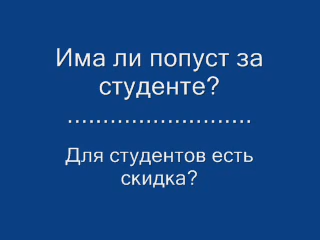 Има ли попуст за
студенте?
..........................
Для студентов есть
скидка?